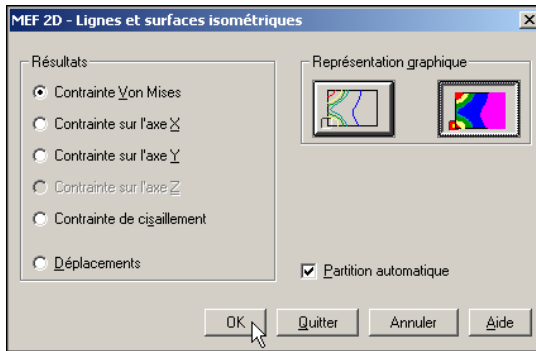 MEF 2D - Lignes et surfaces isométriques
Résultats
Contrainte Von Mises
Contrainte sur l'axe X
Contrainte sur l'axe Y
Contrainte sur l'axe Z
Contrainte de cisaillement
Déplacements
Représentation graphique
Partition automatique
OK
Quitter
Annuler
Aide